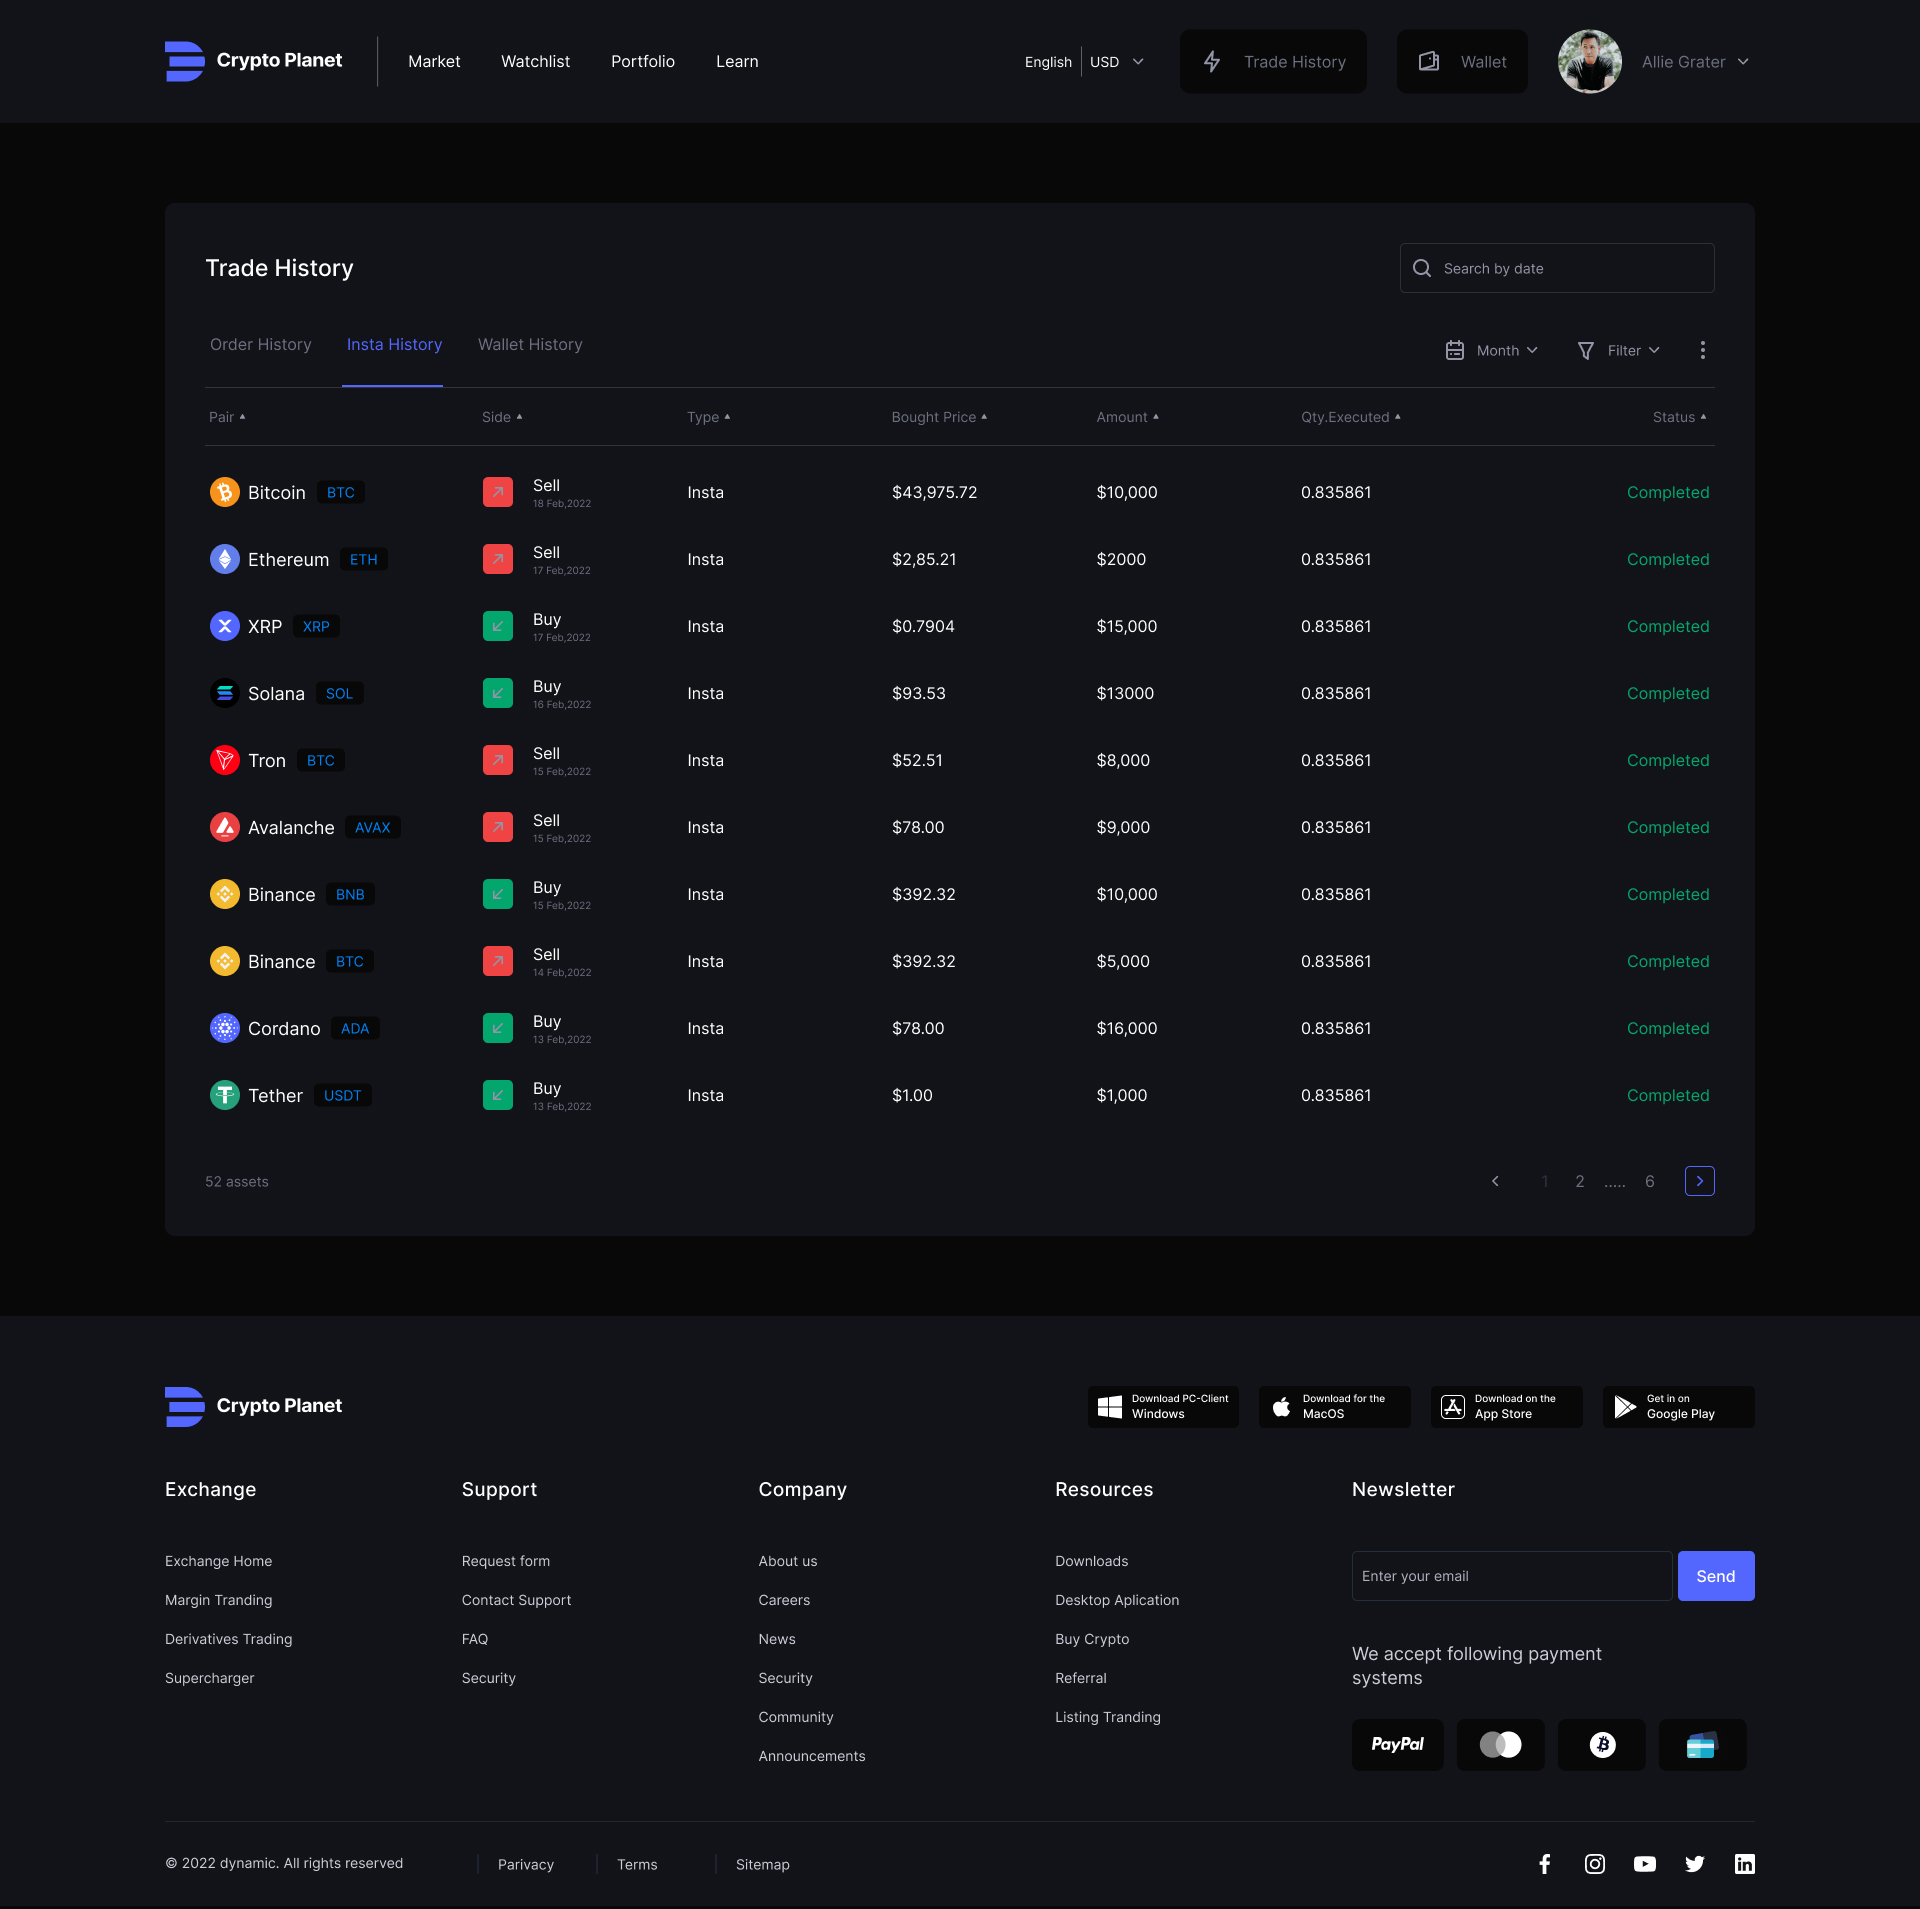 Crypto Planet
Market Watchlist Portfolio Learn
English USD
Trade History
Wallet
Allie Grater
Trade History
Search by date
Order History Insta History Wallet History
Month Filter
Pair Side Type Bought Price Amount Qty.Executed Status
Bitcoin BTC Sell Insta $43,975.72 $10,000 0.835861 Completed
18 Feb,2022
Ethereum ETH Sell Insta $2,85.21 $2000 0.835861 Completed
17 Feb,2022
XRP XRP Buy Insta $0.7904 $15,000 0.835861 Completed
17 Feb,2022
Solana SOL Buy Insta $93.53 $13000 0.835861 Completed
16 Feb,2022
Tron BTC Sell Insta $52.51 $8,000 0.835861 Completed
15 Feb,2022
Avalanche AVAX Sell Insta $78.00 $9,000 0.835861 Completed
15 Feb,2022
Binance BNB Buy Insta $392.32 $10,000 0.835861 Completed
15 Feb,2022
Binance BTC Sell Insta $392.32 $5,000 0.835861 Completed
14 Feb,2022
Cordano ADA Buy Insta $78.00 $16,000 0.835861 Completed
13 Feb,2022
Tether USDT Buy Insta $1.00 $1,000 0.835861 Completed
13 Feb,2022
52 assets
1 2 ..... 6
Crypto Planet
Download PC-Client
Windows
Download for the
MacOS
Download on the
App Store
Get in on
Google Play
Exchange
Exchange Home
Margin Tranding
Derivatives Trading
Supercharger
Support
Request form
Contact Support
FAQ
Security
Company
About us
Careers
News
Security
Community
Announcements
Resources
Downloads
Desktop Aplication
Buy Crypto
Referral
Listing Tranding
Newsletter
Enter your email
Send
We accept following payment
systems
PayPal
© 2022 dynamic. All rights reserved
Parivacy
Terms
Sitemap